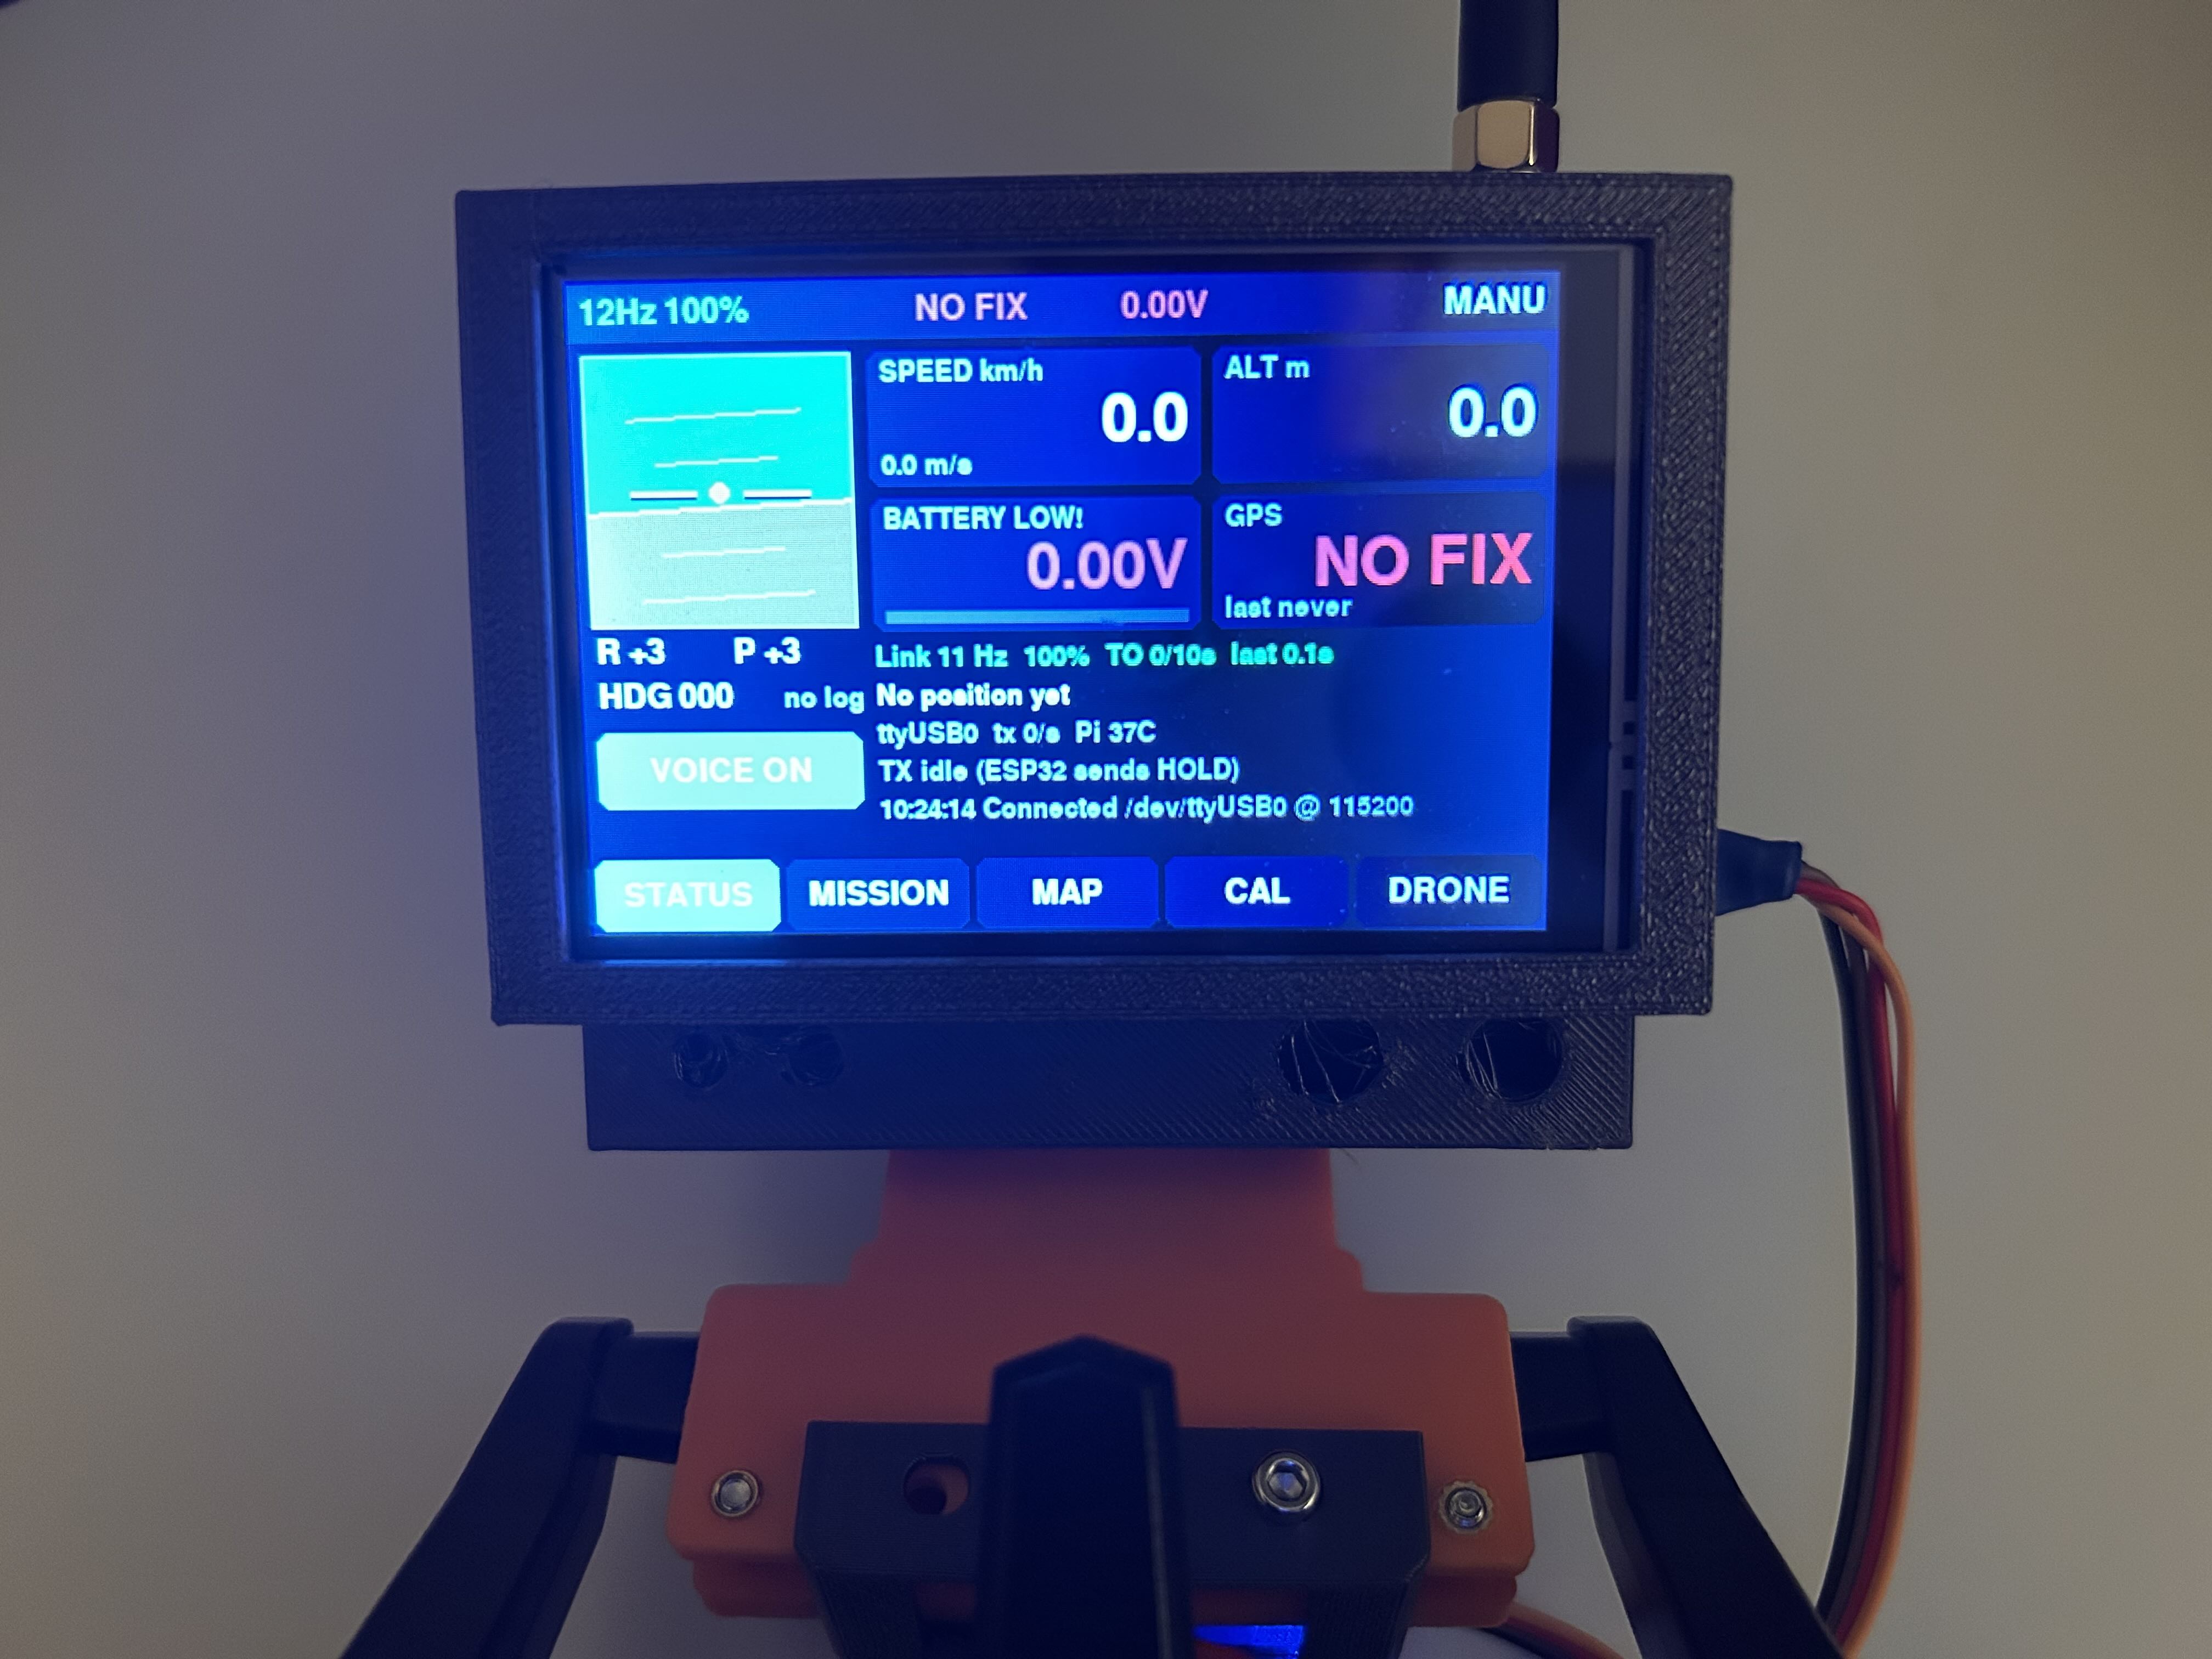 12Hz 100% NO FIX 0.00V MANU
SPEED km/h
0.0
0.0 m/s
ALT m
0.0
BATTERY LOW!
0.00V
GPS
NO FIX
last never
R +3 P +3
HDG 000 no log
VOICE ON
Link 11 Hz 100% TO 0/10s last 0.1s
No position yet
ttyUSB0 tx 0/s Pi 37C
TX idle (ESP32 sends HOLD)
10:24:14 Connected /dev/ttyUSB0 @ 115200
STATUS MISSION MAP CAL DRONE